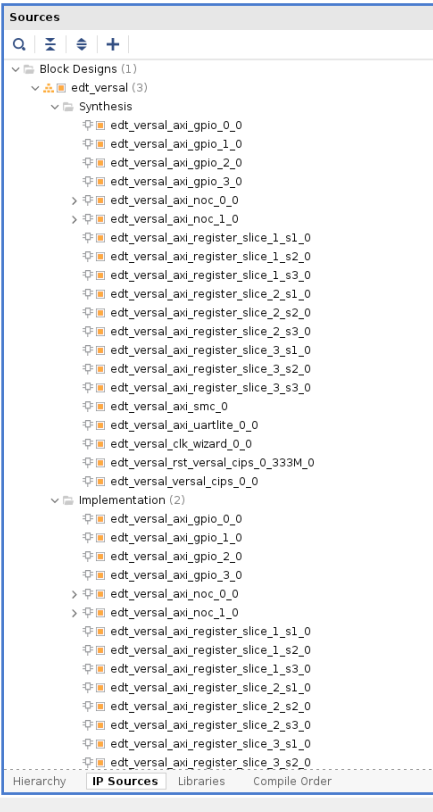 Sources
Block Designs (1)
edt_versal (3)
Synthesis
edt_versal_axi_gpio_0_0
edt_versal_axi_gpio_1_0
edt_versal_axi_gpio_2_0
edt_versal_axi_gpio_3_0
edt_versal_axi_noc_0_0
edt_versal_axi_noc_1_0
edt_versal_axi_register_slice_1_s1_0
edt_versal_axi_register_slice_1_s2_0
edt_versal_axi_register_slice_1_s3_0
edt_versal_axi_register_slice_2_s1_0
edt_versal_axi_register_slice_2_s2_0
edt_versal_axi_register_slice_2_s3_0
edt_versal_axi_register_slice_3_s1_0
edt_versal_axi_register_slice_3_s2_0
edt_versal_axi_register_slice_3_s3_0
edt_versal_axi_smc_0
edt_versal_axi_uartlite_0_0
edt_versal_clk_wizard_0_0
edt_versal_rst_versal_cips_0_333M_0
edt_versal_versal_cips_0_0
Implementation (2)
edt_versal_axi_gpio_0_0
edt_versal_axi_gpio_1_0
edt_versal_axi_gpio_2_0
edt_versal_axi_gpio_3_0
edt_versal_axi_noc_0_0
edt_versal_axi_noc_1_0
edt_versal_axi_register_slice_1_s1_0
edt_versal_axi_register_slice_1_s2_0
edt_versal_axi_register_slice_1_s3_0
edt_versal_axi_register_slice_2_s1_0
edt_versal_axi_register_slice_2_s2_0
edt_versal_axi_register_slice_2_s3_0
edt_versal_axi_register_slice_3_s1_0
edt_versal_axi_register_slice_3_s2_0
Hierarchy IP Sources Libraries Compile Order